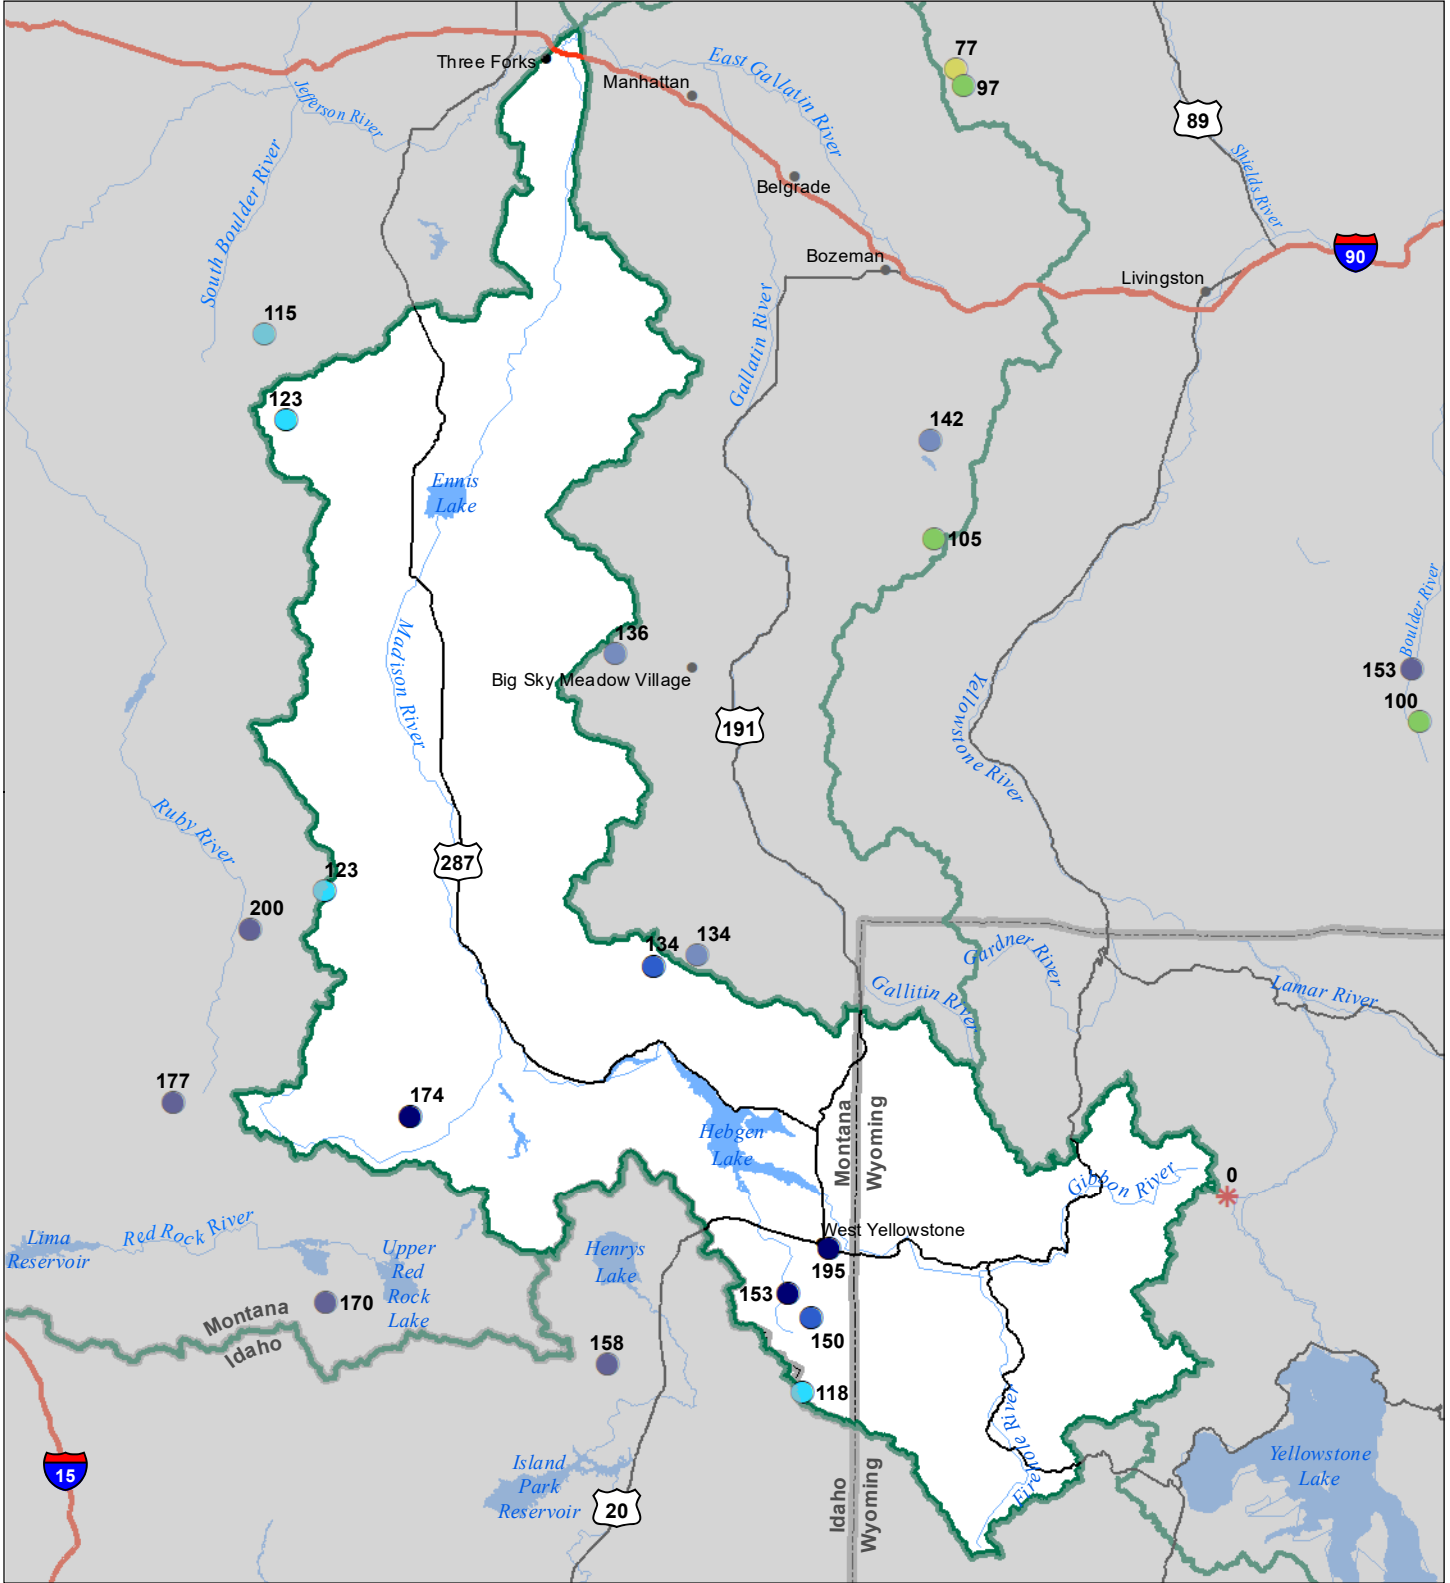 77
Three Forks
East Gallatin River
Manhattan
97
Jefferson River
89
South Boulder River
Shields River
Belgrade
Bozeman
90
Livingston
Gallatin River
115
123
142
Ennis
Lake
105
Boulder River
Madison River
136
153
Big Sky Meadow Village
100
191
Yellowstone River
Ruby River
287
123
200
134
134
Gardner River
Gallitin River
Lamar River
177
174
Hebgen
Lake
Montana
Wyoming
Gibbon River
0
Lima
Reservoir
Red Rock River
Upper
Red
Rock
Lake
Henrys
Lake
West Yellowstone
195
153
150
170
Montana
Idaho
158
118
Firehole River
15
Island
Park
Reservoir
20
Idaho
Wyoming
Yellowstone
Lake